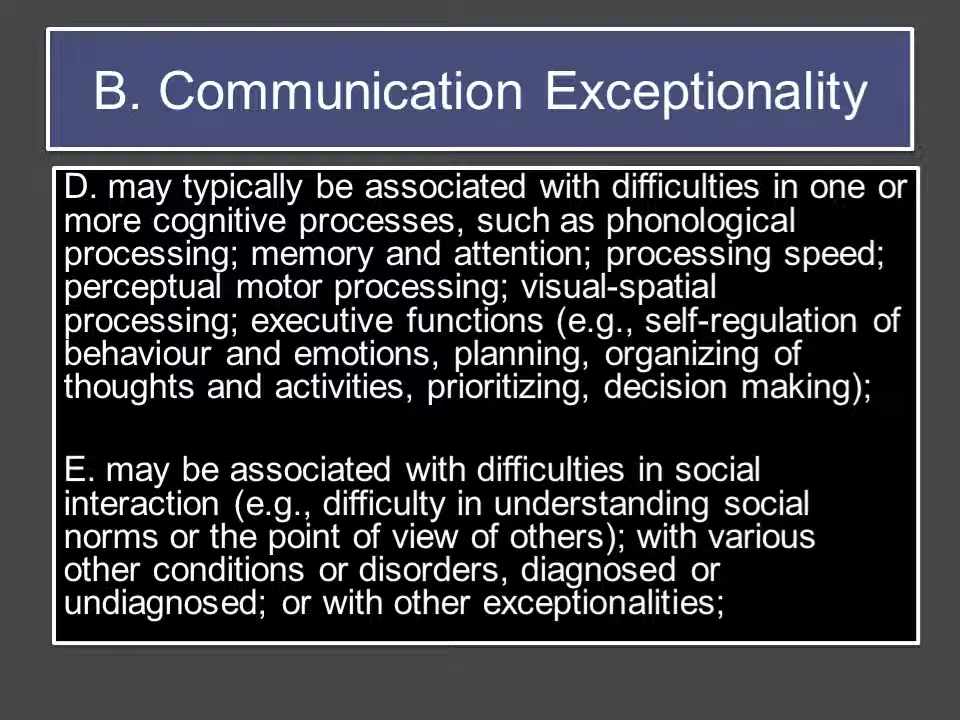 B. Communication Exceptionality
D. may typically be associated with difficulties in one or
more cognitive processes, such as phonological
processing; memory and attention; processing speed;
perceptual motor processing; visual-spatial
processing; executive functions (e.g., self-regulation of
behaviour and emotions, planning, organizing of
thoughts and activities, prioritizing, decision making);
E. may be associated with difficulties in social
interaction (e.g., difficulty in understanding social
norms or the point of view of others); with various
other conditions or disorders, diagnosed or
undiagnosed; or with other exceptionalities;